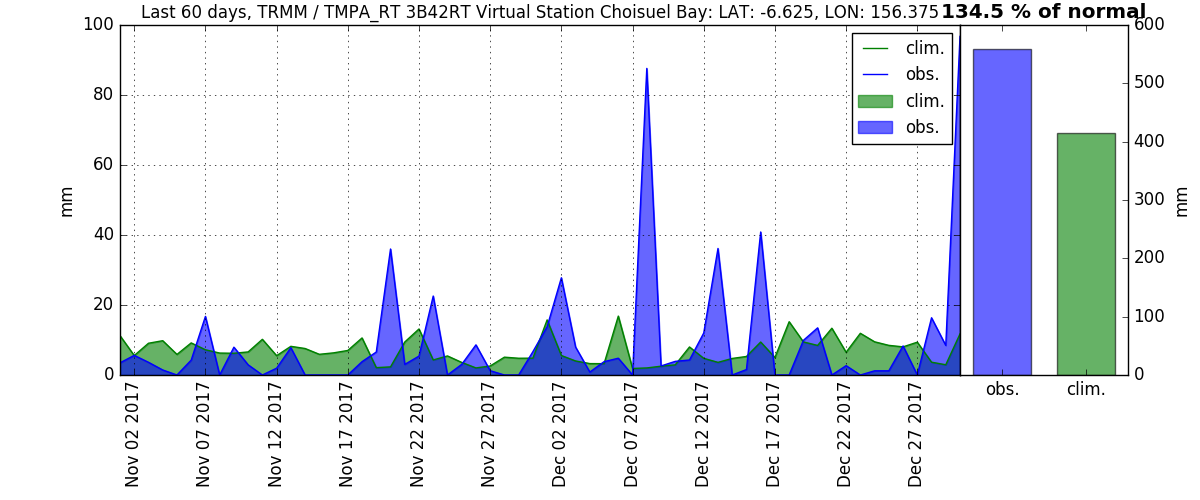 Last 60 days, TRMM / TMPA_RT 3B42RT Virtual Station Choisuel Bay: LAT: -6.625, LON: 156.375
134.5 % of normal
100
80
60
40
20
0
mm
clim.
obs.
clim.
obs.
600
500
400
300
200
100
0
mm
Nov 02 2017
Nov 07 2017
Nov 12 2017
Nov 17 2017
Nov 22 2017
Nov 27 2017
Dec 02 2017
Dec 07 2017
Dec 12 2017
Dec 17 2017
Dec 22 2017
Dec 27 2017
obs.
clim.